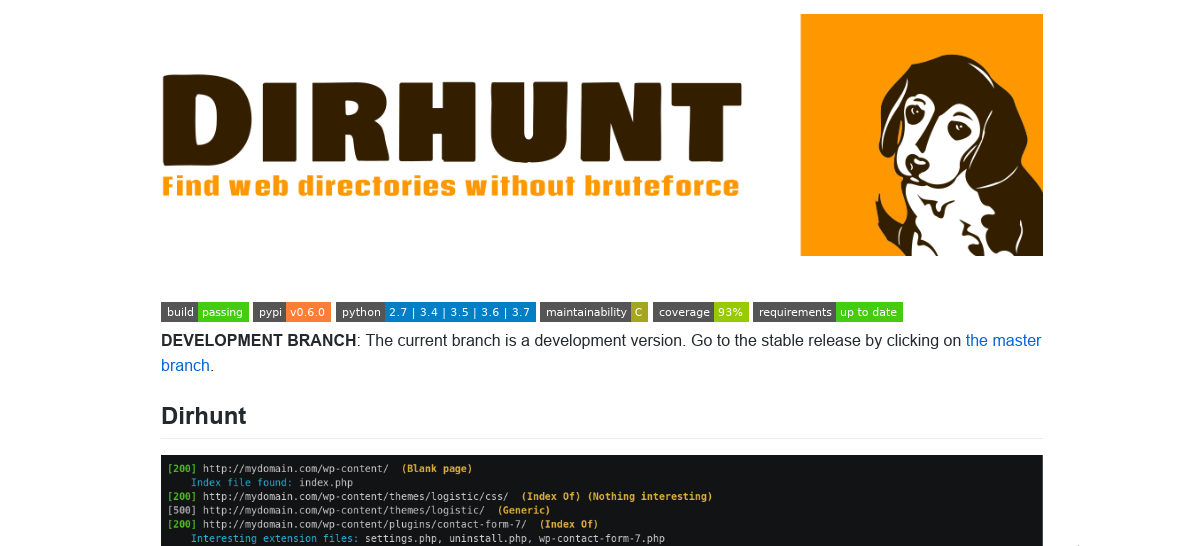 DIRHUNT
Find web directories without bruteforce
build passing pypi v0.6.0 python 2.7 | 3.4 | 3.5 | 3.6 | 3.7 maintainability C coverage 93% requirements up to date
DEVELOPMENT BRANCH: The current branch is a development version. Go to the stable release by clicking on the master
branch.
Dirhunt
[200] http://mydomain.com/wp-content/ (Blank page)
Index file found: index.php
[200] http://mydomain.com/wp-content/themes/logistic/css/ (Index Of) (Nothing interesting)
[500] http://mydomain.com/wp-content/themes/logistic/ (Generic)
[200] http://mydomain.com/wp-content/plugins/contact-form-7/ (Index Of)
Interesting extension files: settings.php, uninstall.php, wp-contact-form-7.php